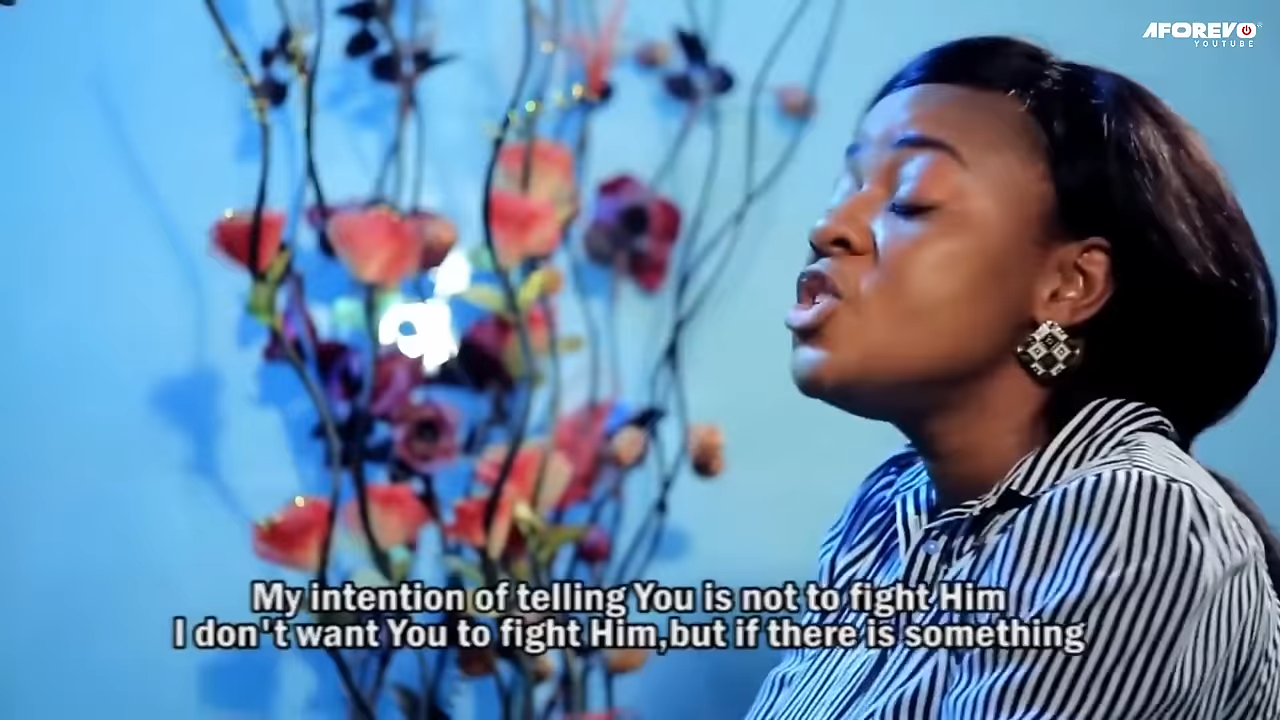 AFOREVO
YOUTUBE
My intention of telling You is not to fight Him
I don't want You to fight Him,but if there is something